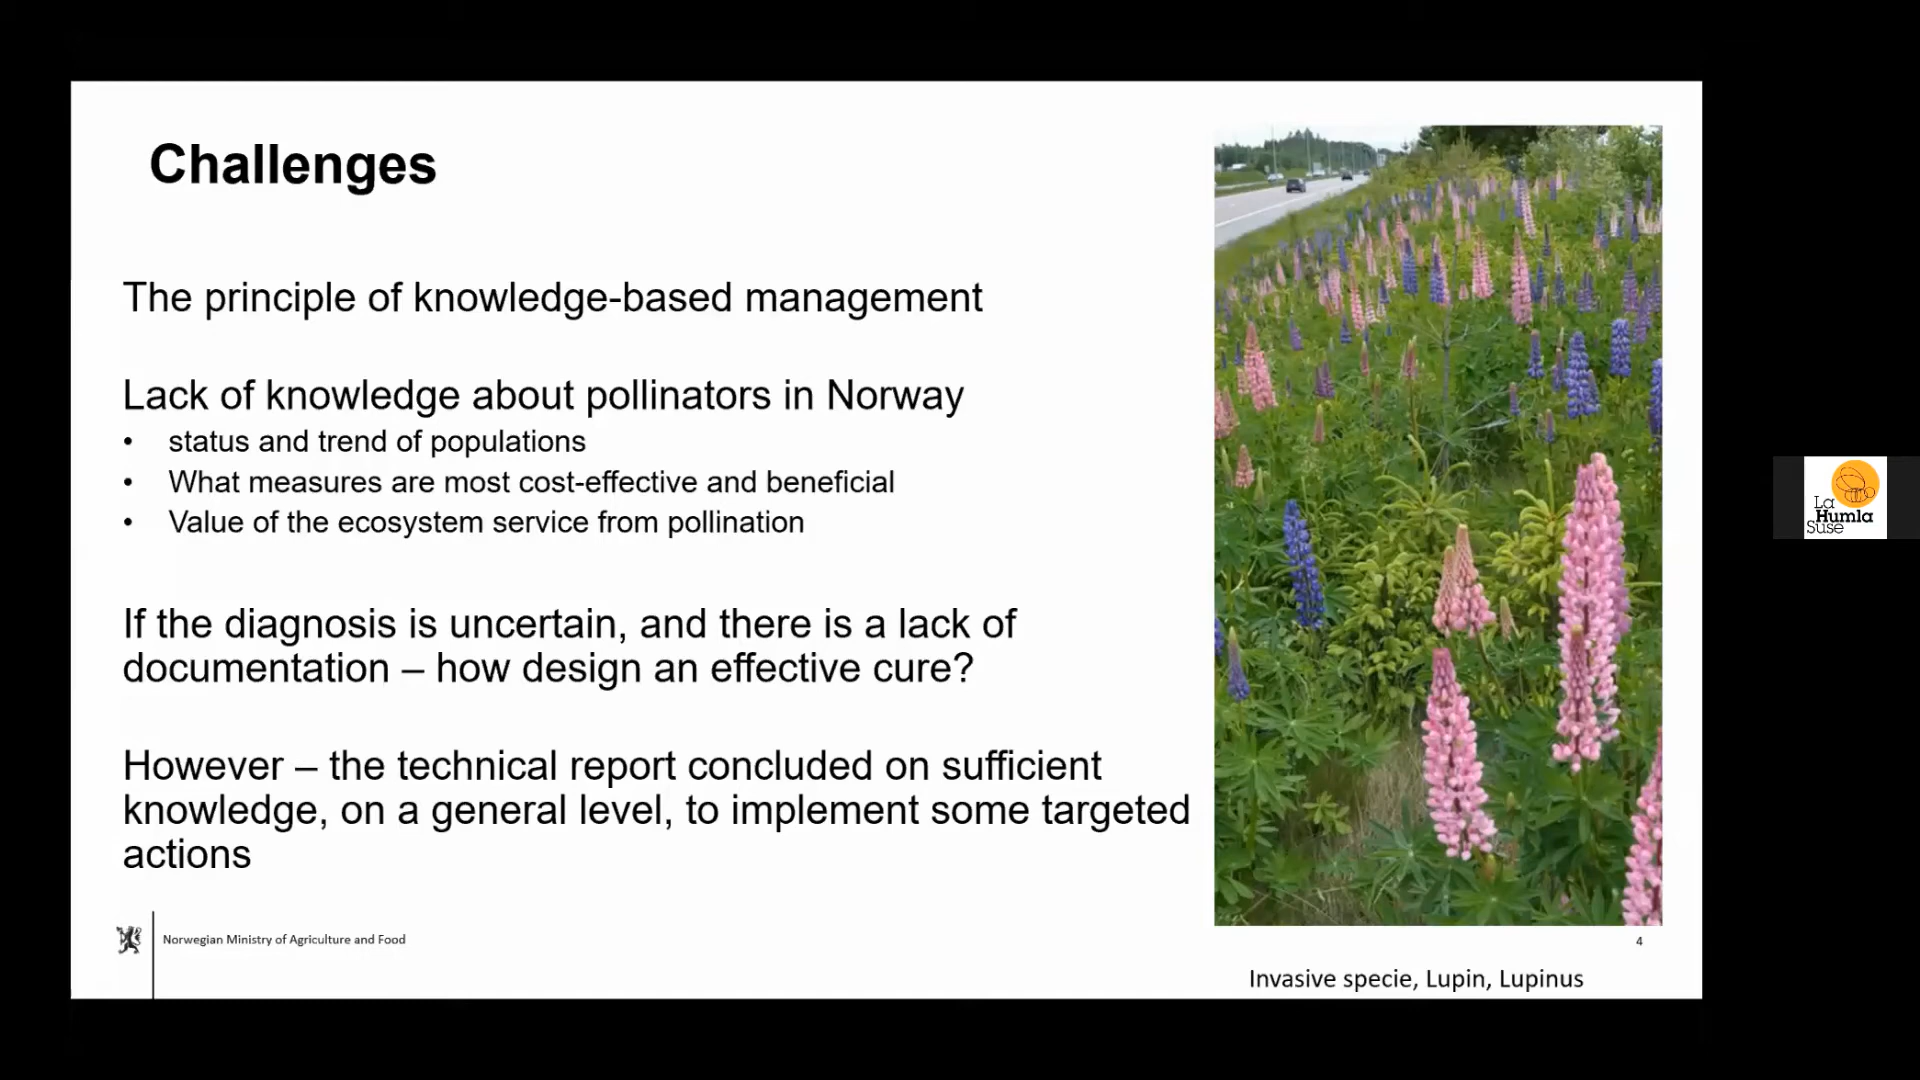 Challenges
The principle of knowledge-based management
Lack of knowledge about pollinators in Norway
• status and trend of populations
• What measures are most cost-effective and beneficial
• Value of the ecosystem service from pollination
If the diagnosis is uncertain, and there is a lack of
documentation – how design an effective cure?
However – the technical report concluded on sufficient
knowledge, on a general level, to implement some targeted
actions
Norwegian Ministry of Agriculture and Food
4
Invasive specie, Lupin, Lupinus
La
Humla
Suse